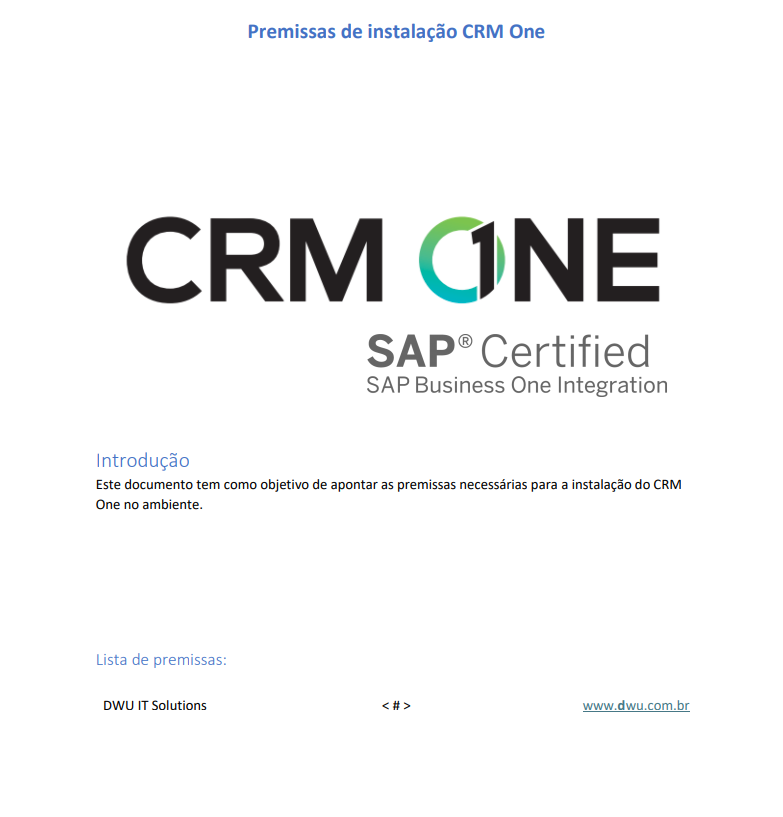 Premissas de instalação CRM One
CRM ONE
SAP® Certified
SAP Business One Integration
Introdução
Este documento tem como objetivo de apontar as premissas necessárias para a instalação do CRM
One no ambiente.
Lista de premissas:
DWU IT Solutions < # > www.dwu.com.br